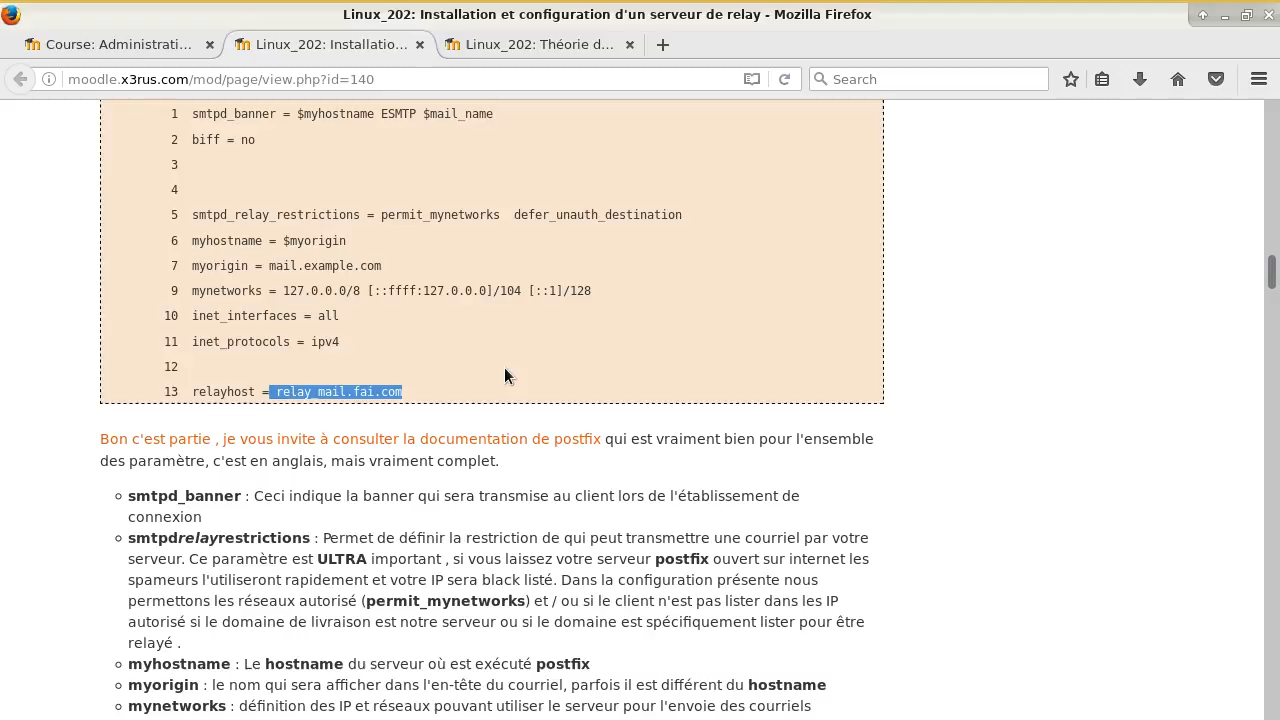 Linux_202: Installation et configuration d'un serveur de relay - Mozilla Firefox
Course: Administrati... Linux_202: Installatio... Linux_202: Théorie d...
moodle.x3rus.com/mod/page/view.php?id=140 Search
1 smtpd_banner = $myhostname ESMTP $mail_name
2 biff = no
3
4
5 smtpd_relay_restrictions = permit_mynetworks  defer_unauth_destination
6 myhostname = $myorigin
7 myorigin = mail.example.com
9 mynetworks = 127.0.0.0/8 [::ffff:127.0.0.0]/104 [::1]/128
10 inet_interfaces = all
11 inet_protocols = ipv4
12
13 relayhost = relay_mail.fai.com
Bon c'est partie , je vous invite à consulter la documentation de postfix qui est vraiment bien pour l'ensemble
des paramètre, c'est en anglais, mais vraiment complet.
smtpd_banner : Ceci indique la banner qui sera transmise au client lors de l'établissement de
connexion
smtpdrelayrestrictions : Permet de définir la restriction de qui peut transmettre une courriel par votre
serveur. Ce paramètre est ULTRA important , si vous laissez votre serveur postfix ouvert sur internet les
spameurs l'utiliseront rapidement et votre IP sera black listé. Dans la configuration présente nous
permettons les réseaux autorisé (permit_mynetworks) et / ou si le client n'est pas lister dans les IP
autorisé si le domaine de livraison est notre serveur ou si le domaine est spécifiquement lister pour être
relayé .
myhostname : Le hostname du serveur où est exécuté postfix
myorigin : le nom qui sera afficher dans l'en-tête du courriel, parfois il est différent du hostname
mynetworks : définition des IP et réseaux pouvant utiliser le serveur pour l'envoie des courriels